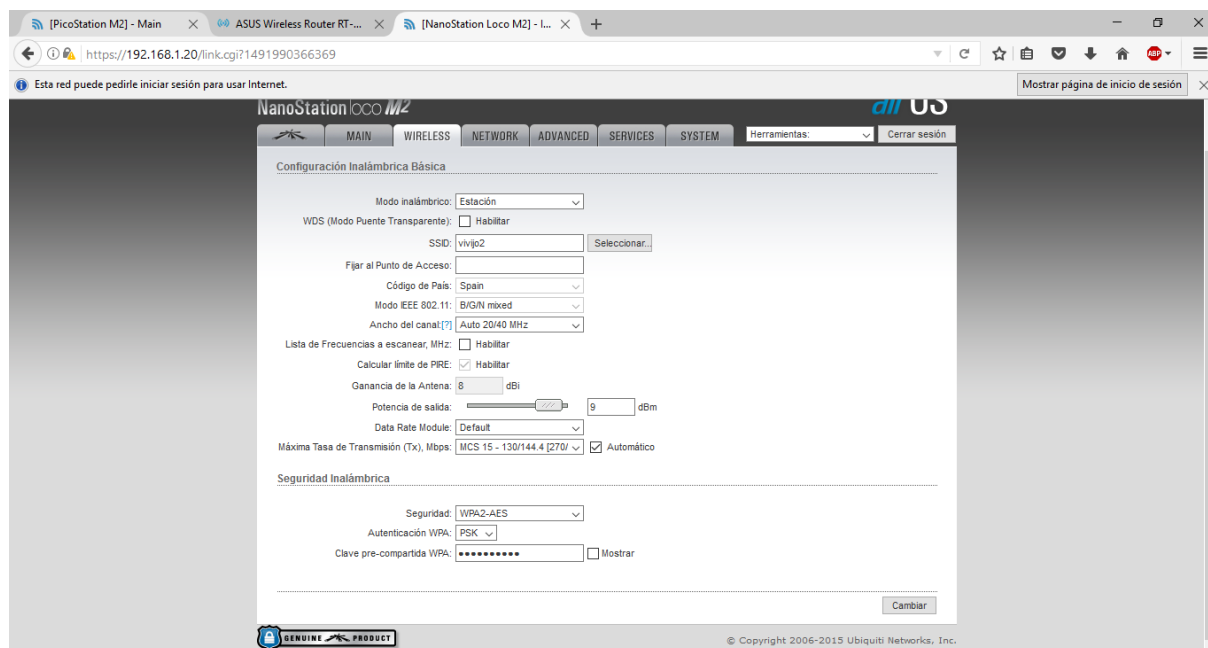 [PicoStation M2] - Main
ASUS Wireless Router RT-...
[NanoStation Loco M2] - I...
https://192.168.1.20/link.cgi?1491990366369
ABP
Esta red puede pedirle iniciar sesión para usar Internet.
Mostrar página de inicio de sesión
NanoStation loco M2
MAIN WIRELESS NETWORK ADVANCED SERVICES SYSTEM Herramientas: Cerrar sesión
Configuración Inalámbrica Básica
Modo inalámbrico: Estación
WDS (Modo Puente Transparente): Habilitar
SSID: vivijo2 Seleccionar...
Fijar al Punto de Acceso:
Código de País: Spain
Modo IEEE 802.11: B/G/N mixed
Ancho del canal:[?] Auto 20/40 MHz
Lista de Frecuencias a escanear, MHz: Habilitar
Calcular límite de PIRE: Habilitar
Ganancia de la Antena: 8 dBi
Potencia de salida: 9 dBm
Data Rate Module: Default
Máxima Tasa de Transmisión (Tx), Mbps: MCS 15 - 130/144.4 [270/ Automático
Seguridad Inalámbrica
Seguridad: WPA2-AES
Autenticación WPA: PSK
Clave pre-compartida WPA: •••••••••• Mostrar
Cambiar
GENUINE PRODUCT
© Copyright 2006-2015 Ubiquiti Networks, Inc.